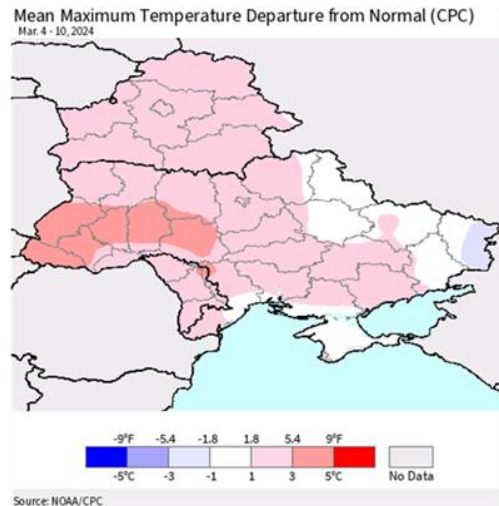 Mean Maximum Temperature Departure from Normal (CPC)
Mar. 4 - 10, 2024
-9°F -5.4 -1.8 1.8 5.4 9°F
-5°C -3 -1 1 3 5°C
No Data
Source: NOAA/CPC